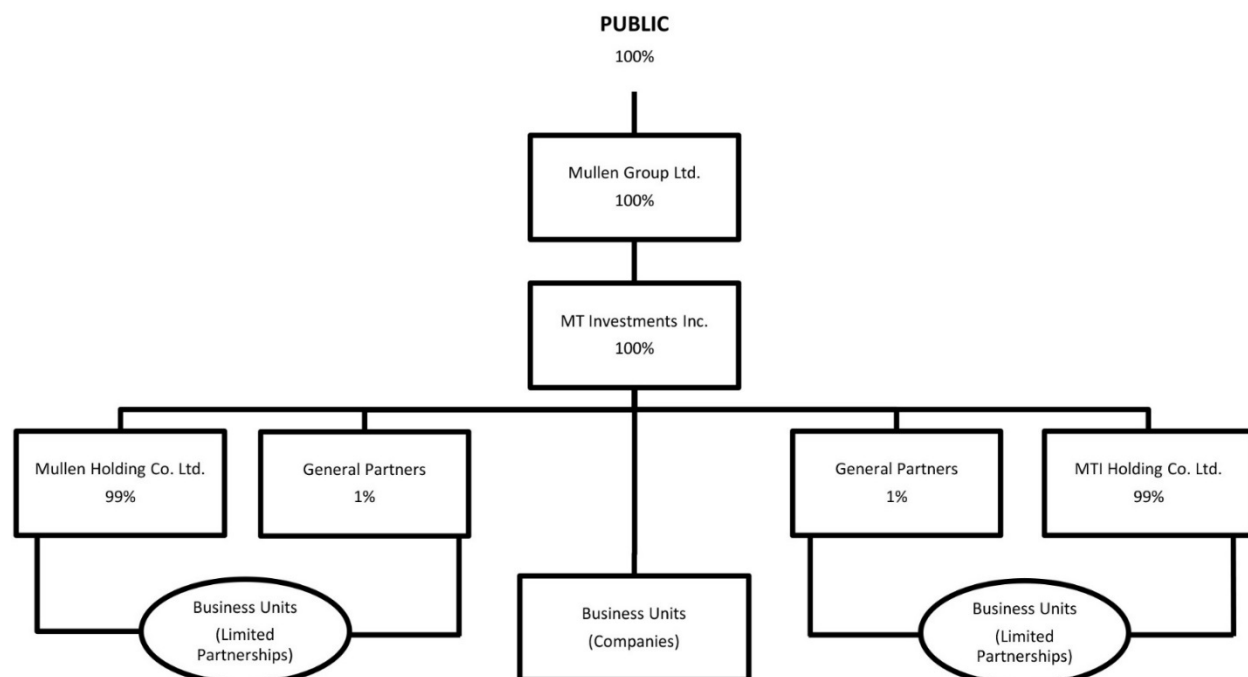 PUBLIC
100%
Mullen Group Ltd.
100%
MT Investments Inc.
100%
Mullen Holding Co. Ltd.
99%
General Partners
1%
General Partners
1%
MTI Holding Co. Ltd.
99%
Business Units
(Limited
Partnerships)
Business Units
(Companies)
Business Units
(Limited
Partnerships)